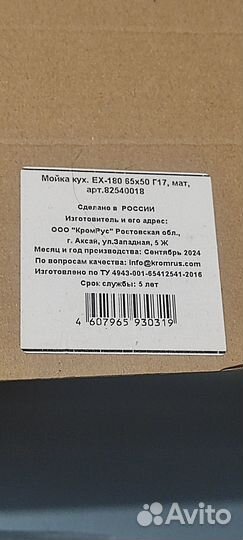 Мойка кух. EX-180 65х50 Г17, мат,
арт.82540018
Сделано в РОССИИ
Изготовитель и его адрес:
ООО "КромРус" Ростовская обл.,
г. Аксай, ул.Западная, 5 Ж
Месяц и год производства: Сентябрь 2024
По вопросам качества: info@kromrus.com
Изготовлено по ТУ 4943-001-65412541-2016
Срок службы: 5 лет
4 607965 930319
Avito